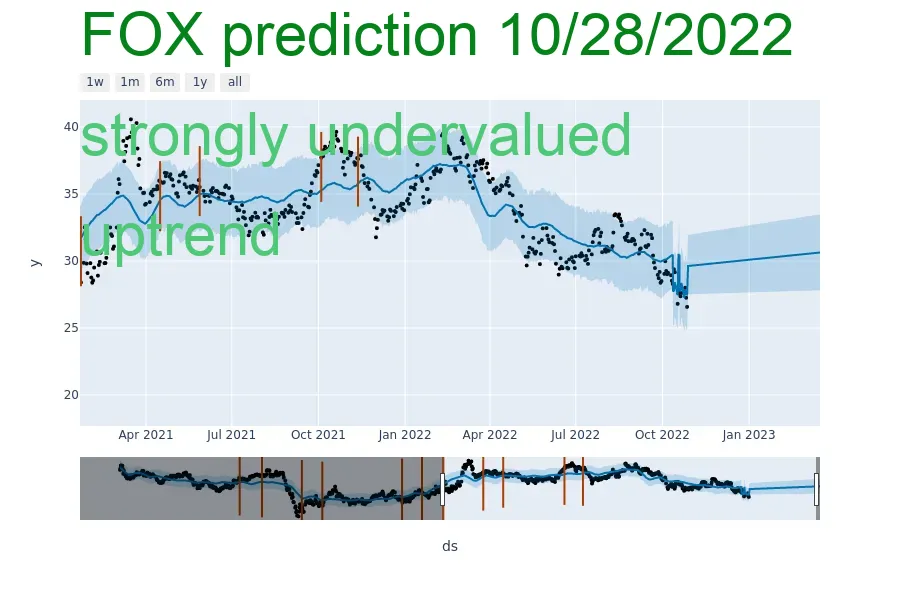 FOX prediction 10/28/2022
1w 1m 6m 1y all
strongly undervalued
uptrend
40
35
30
25
20
y
Apr 2021 Jul 2021 Oct 2021 Jan 2022 Apr 2022 Jul 2022 Oct 2022 Jan 2023
ds